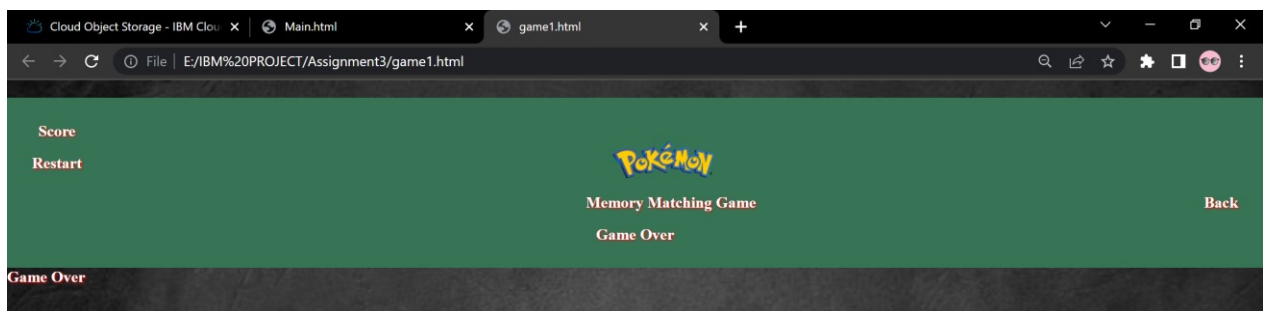 Cloud Object Storage - IBM Clou
Main.html
game1.html
File | E:/IBM%20PROJECT/Assignment3/game1.html
Score
Restart
POKéMON
Memory Matching Game
Back
Game Over
Game Over